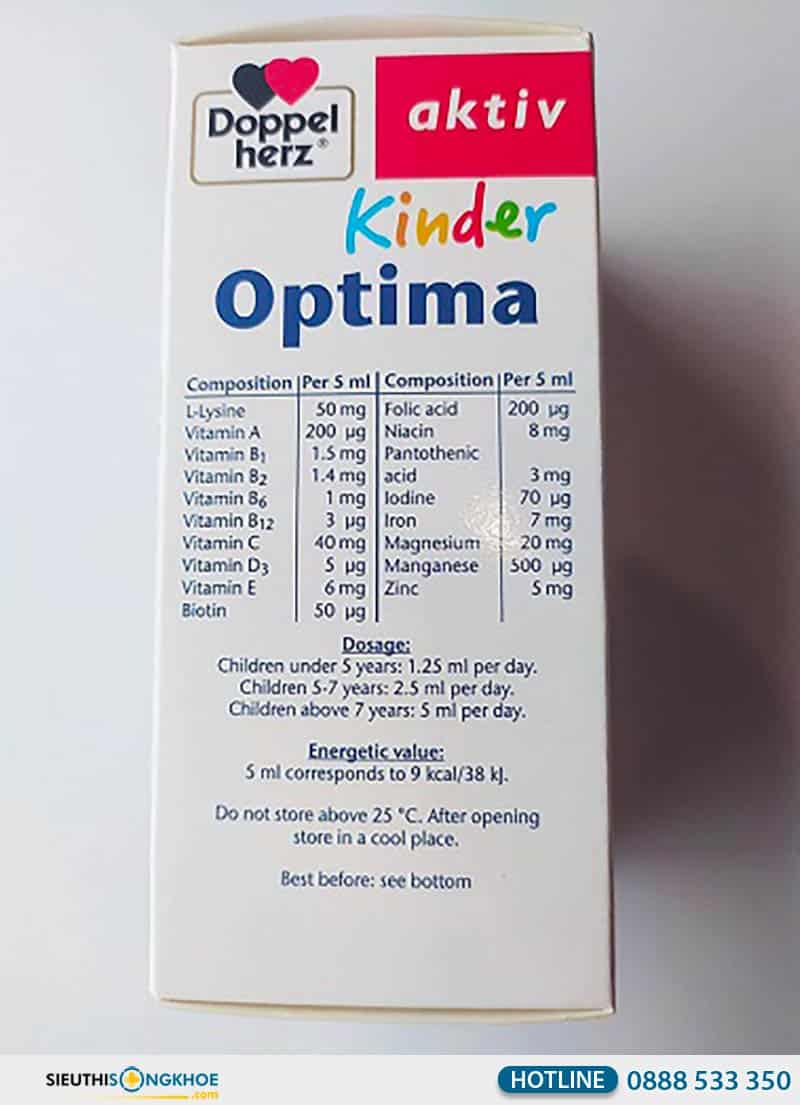 Doppel
herz®
aktiv
Kinder
Optima
Composition Per 5 ml Composition Per 5 ml
L-Lysine 50 mg Folic acid 200 µg
Vitamin A 200 µg Niacin 8 mg
Vitamin B1 1.5 mg Pantothenic
Vitamin B2 1.4 mg acid 3 mg
Vitamin B6 1 mg Iodine 70 µg
Vitamin B12 3 µg Iron 7 mg
Vitamin C 40 mg Magnesium 20 mg
Vitamin D3 5 µg Manganese 500 µg
Vitamin E 6 mg Zinc 5 mg
Biotin 50 µg
Dosage:
Children under 5 years: 1.25 ml per day.
Children 5-7 years: 2.5 ml per day.
Children above 7 years: 5 ml per day.
Energetic value:
5 ml corresponds to 9 kcal/38 kJ.
Do not store above 25 °C. After opening
store in a cool place.
Best before: see bottom
SIEUTHISONGKHOE
.com
HOTLINE 0888 533 350